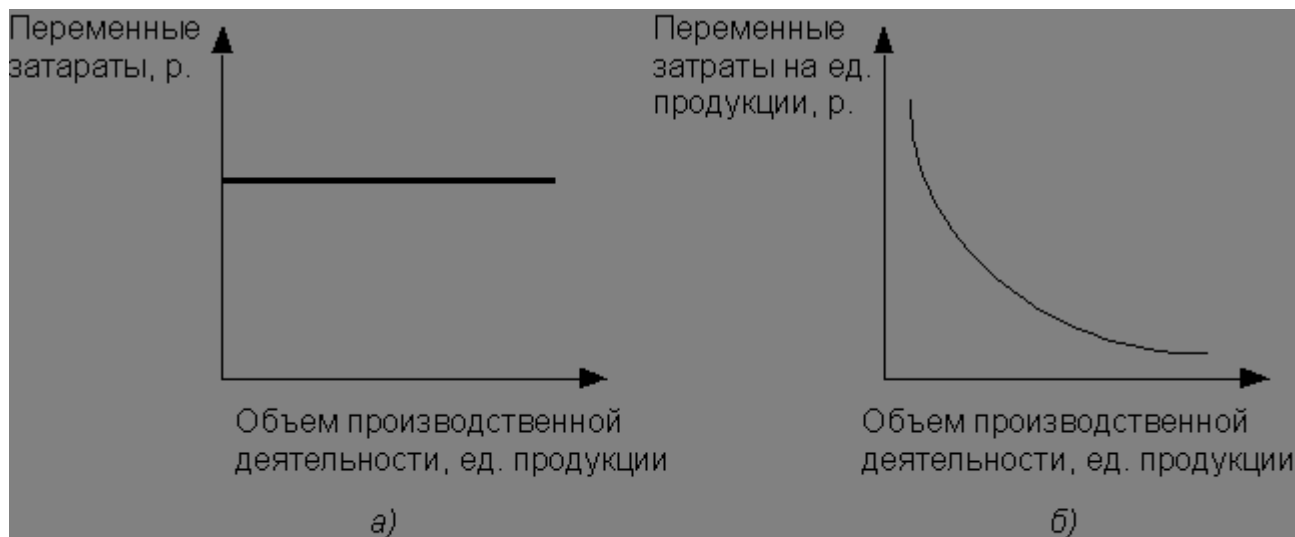 Переменные
затараты, р.
Объем производственной
деятельности, ед. продукции
а)
Переменные
затраты на ед.
продукции, р.
Объем производственной
деятельности, ед. продукции
б)